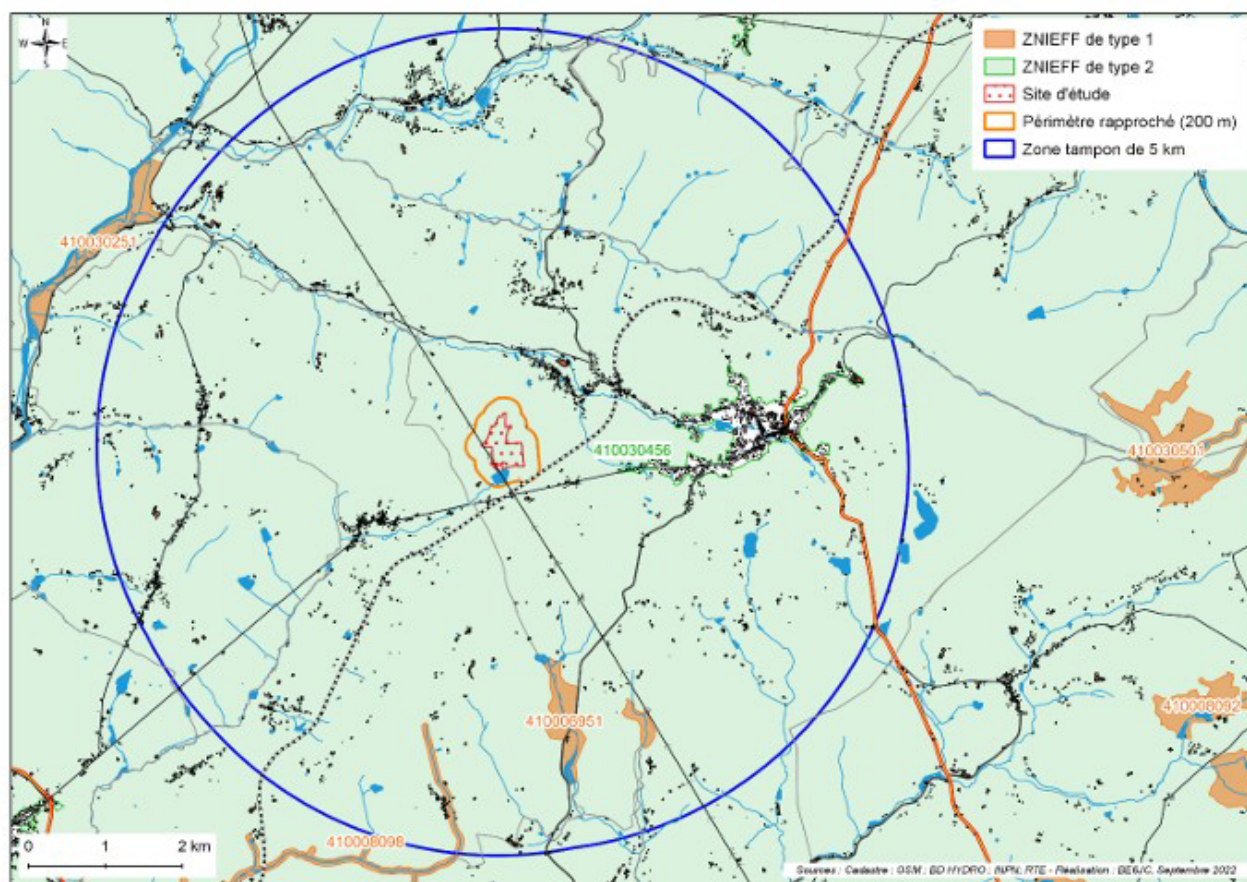 N
W E
S
ZNIEFF de type 1
ZNIEFF de type 2
Site d'étude
Périmètre rapproché (200 m)
Zone tampon de 5 km
410030251
410030456
410030501
410006951
410008092
410008098
0 1 2 km
Sources : Cadastre ; OSM ; BD HYDRO ; INPN; RTE - Réalisation : BE6/C, Septembre 2022